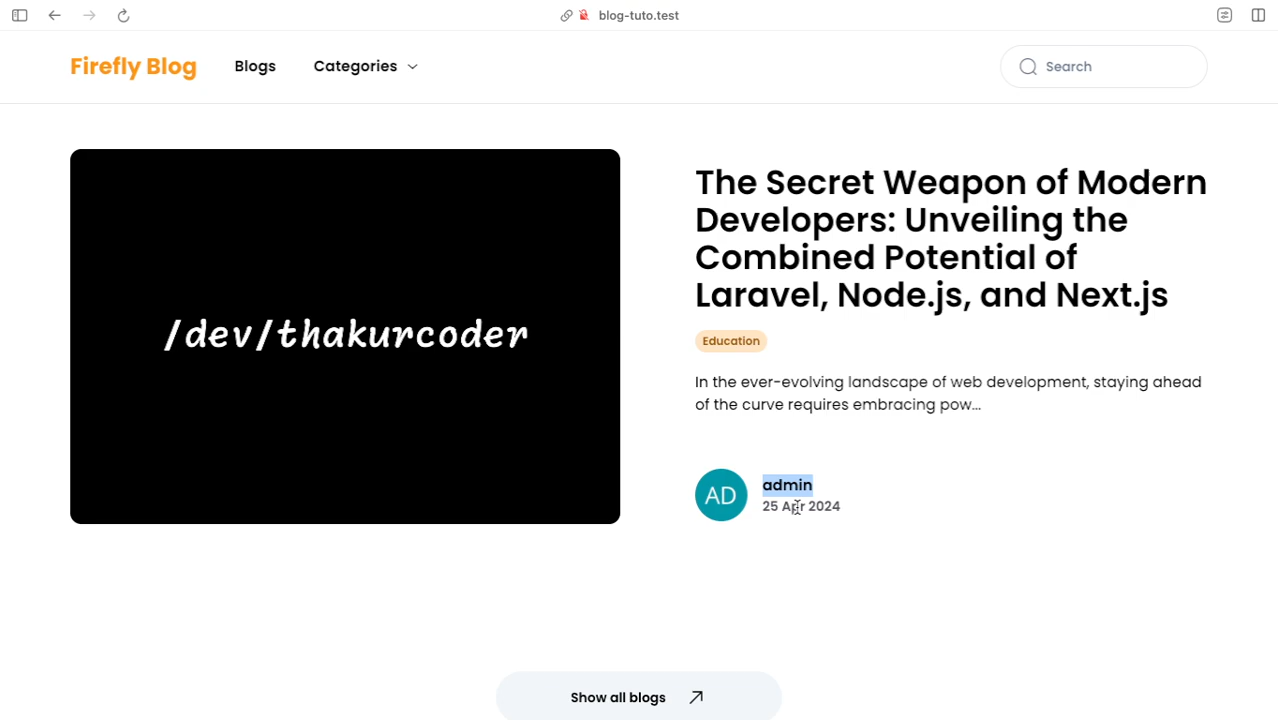 blog-tuto.test
Firefly Blog
Blogs
Categories
Search
/dev/thakurcoder
The Secret Weapon of Modern
Developers: Unveiling the
Combined Potential of
Laravel, Node.js, and Next.js
Education
In the ever-evolving landscape of web development, staying ahead
of the curve requires embracing pow...
AD
admin
25 Apr 2024
Show all blogs